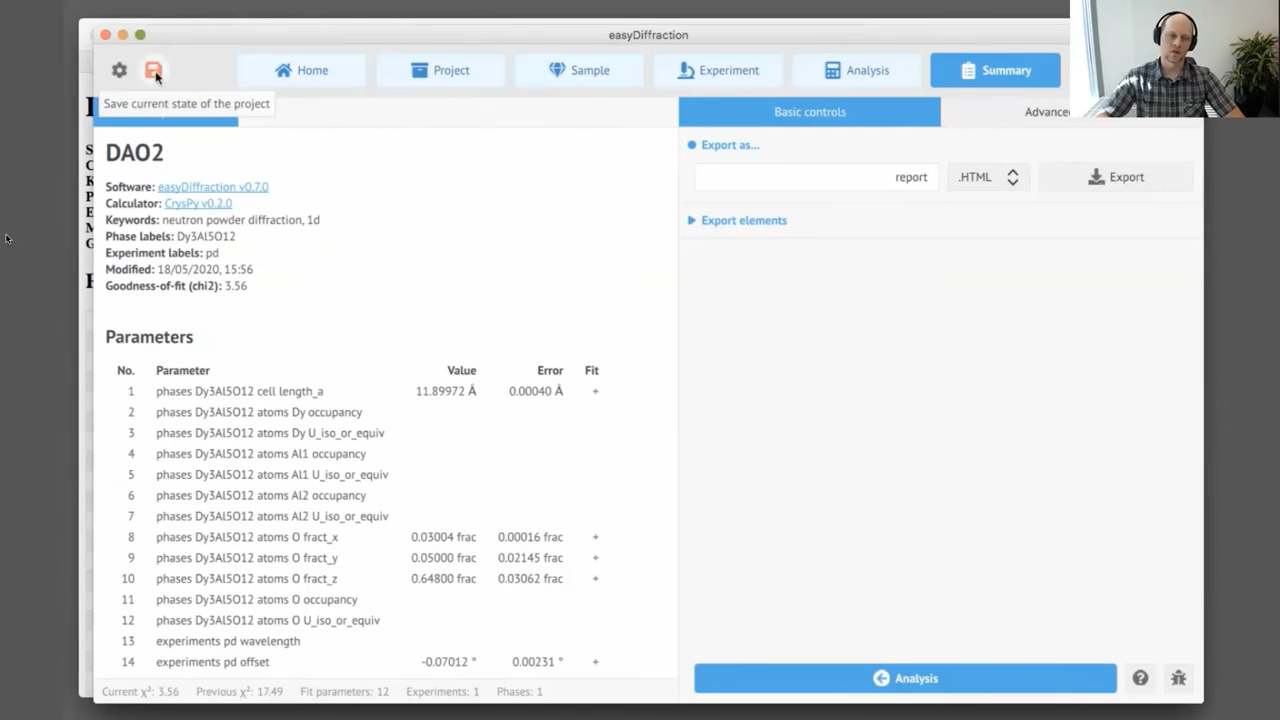 easyDiffraction
Home
Project
Sample
Experiment
Analysis
Summary
Save current state of the project
Basic controls
DAO2
Software: easyDiffraction v0.7.0
Calculator: CrysPy v0.2.0
Keywords: neutron powder diffraction, 1d
Phase labels: Dy3Al5O12
Experiment labels: pd
Modified: 18/05/2020, 15:56
Goodness-of-fit (chi2): 3.56
Parameters
No. Parameter Value Error Fit
1 phases Dy3Al5O12 cell length_a 11.89972 Å 0.00040 Å +
2 phases Dy3Al5O12 atoms Dy occupancy
3 phases Dy3Al5O12 atoms Dy U_iso_or_equiv
4 phases Dy3Al5O12 atoms Al1 occupancy
5 phases Dy3Al5O12 atoms Al1 U_iso_or_equiv
6 phases Dy3Al5O12 atoms Al2 occupancy
7 phases Dy3Al5O12 atoms Al2 U_iso_or_equiv
8 phases Dy3Al5O12 atoms O fract_x 0.03004 frac 0.00016 frac +
9 phases Dy3Al5O12 atoms O fract_y 0.05000 frac 0.02145 frac +
10 phases Dy3Al5O12 atoms O fract_z 0.64800 frac 0.03062 frac +
11 phases Dy3Al5O12 atoms O occupancy
12 phases Dy3Al5O12 atoms O U_iso_or_equiv
13 experiments pd wavelength
14 experiments pd offset -0.07012 ° 0.00231 ° +
Current χ²: 3.56 Previous χ²: 17.49 Fit parameters: 12 Experiments: 1 Phases: 1
Export as...
report .HTML Export
Export elements
Analysis